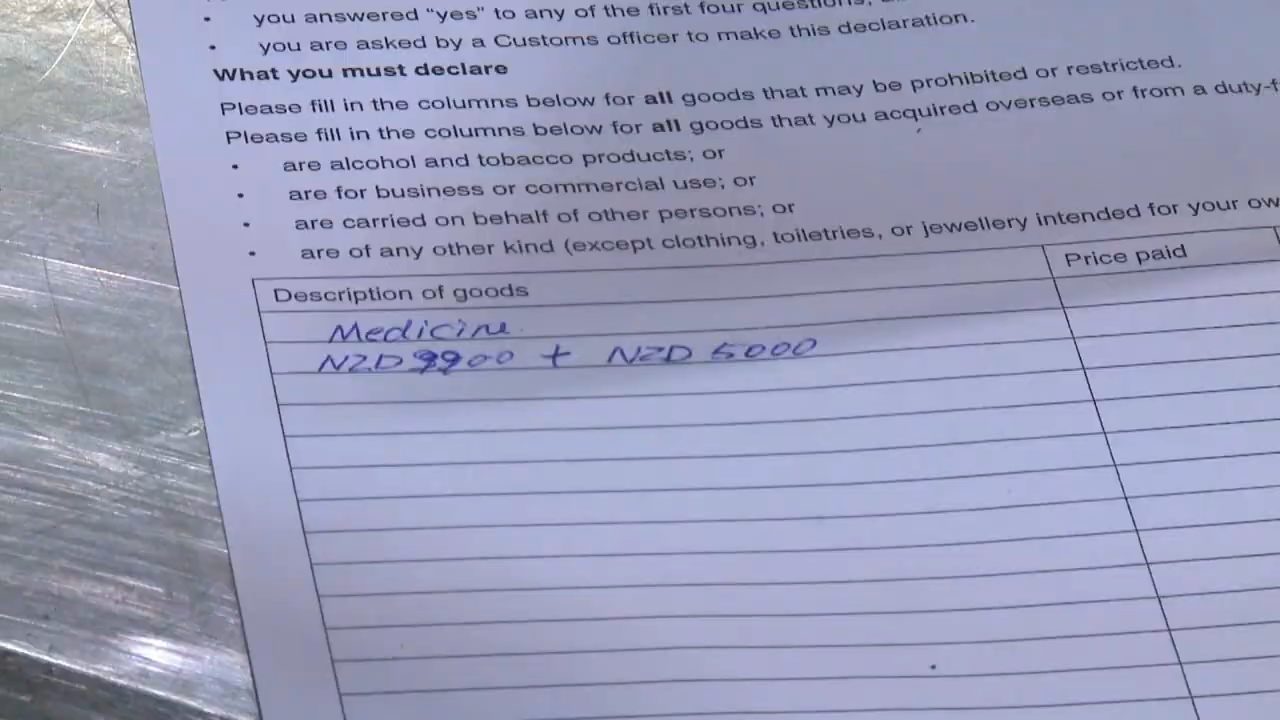 • you answered “yes” to any of the first four questions,
• you are asked by a Customs officer to make this declaration.
What you must declare
Please fill in the columns below for all goods that may be prohibited or restricted.
Please fill in the columns below for all goods that you acquired overseas or from a duty-f
• are alcohol and tobacco products; or
• are for business or commercial use; or
• are carried on behalf of other persons; or
• are of any other kind (except clothing, toiletries, or jewellery intended for your ow
Description of goods Price paid
Medicine
NZD 9900 + NZD 5000